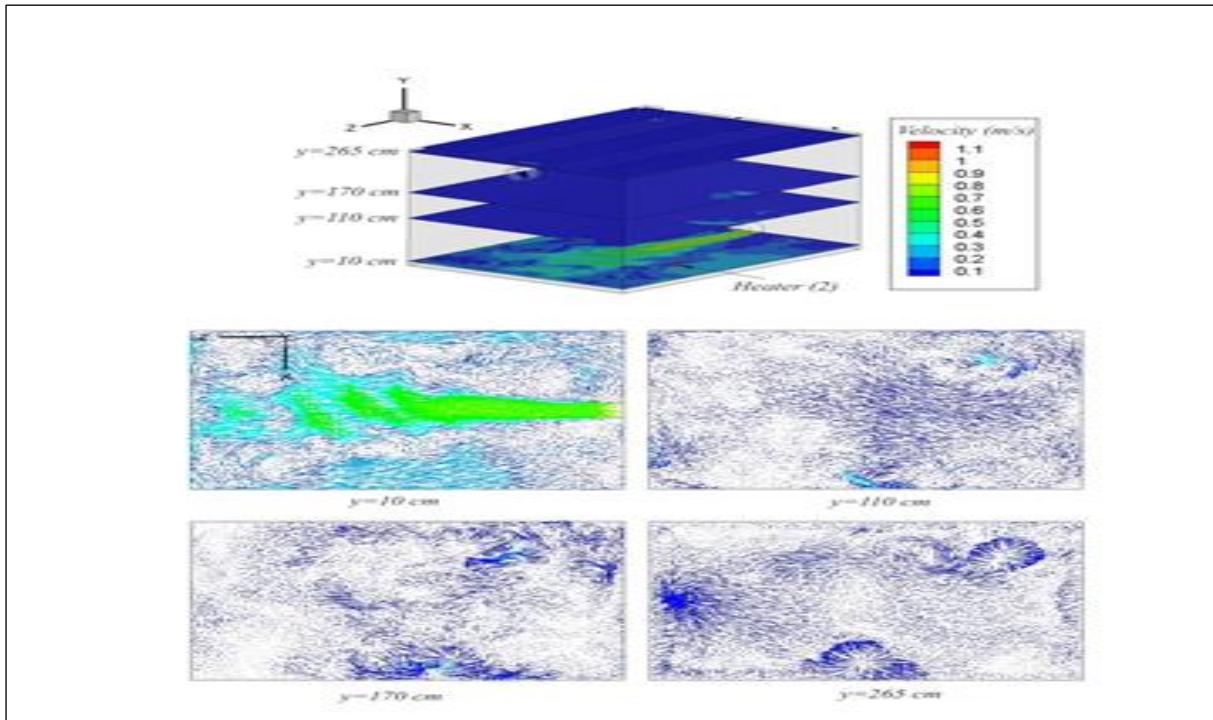 Y
Z
X
Velocity (m/s)
1.1
1
0.9
0.8
0.7
0.6
0.5
0.4
0.3
0.2
0.1
y=265 cm
y=170 cm
y=110 cm
y=10 cm
Heater (2)
X
y=10 cm
y=110 cm
y=170 cm
y=265 cm